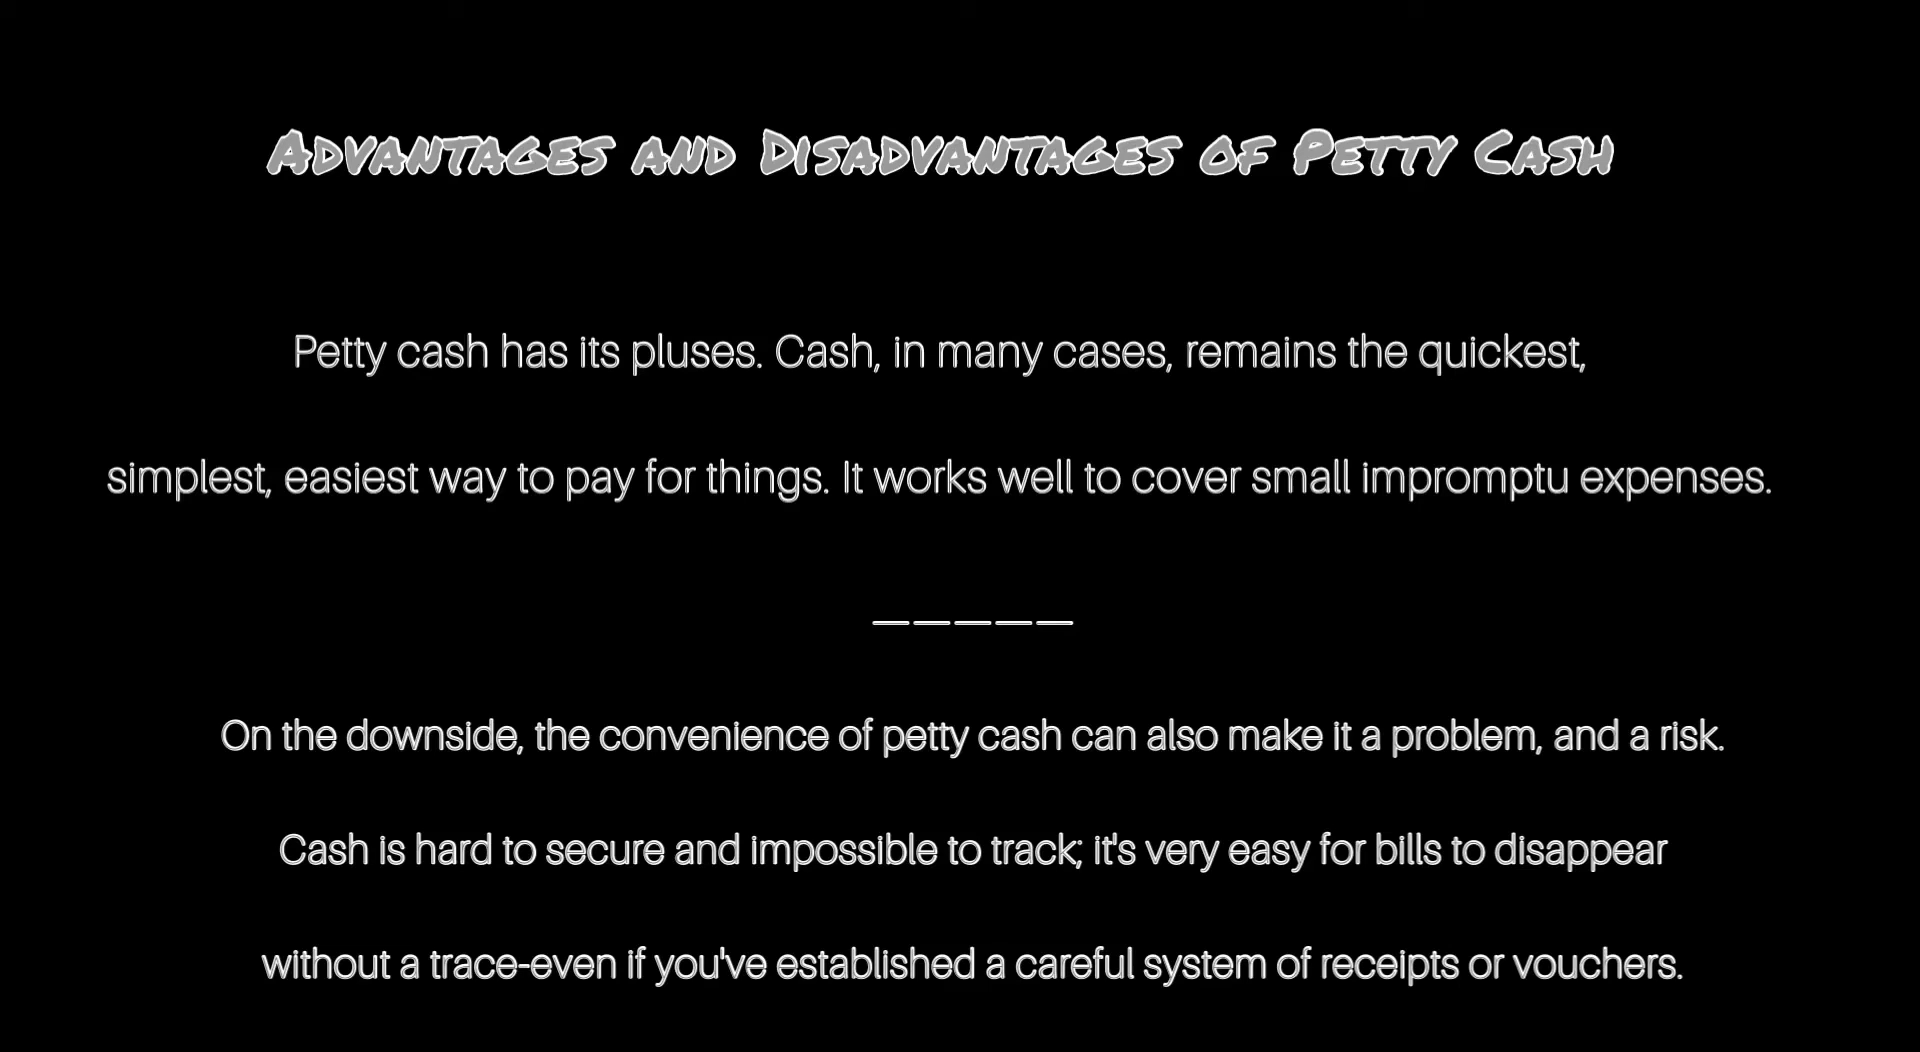 Advantages and Disadvantages of Petty Cash
Petty cash has its pluses. Cash, in many cases, remains the quickest,
simplest, easiest way to pay for things. It works well to cover small impromptu expenses.
—————
On the downside, the convenience of petty cash can also make it a problem, and a risk.
Cash is hard to secure and impossible to track; it's very easy for bills to disappear
without a trace-even if you've established a careful system of receipts or vouchers.